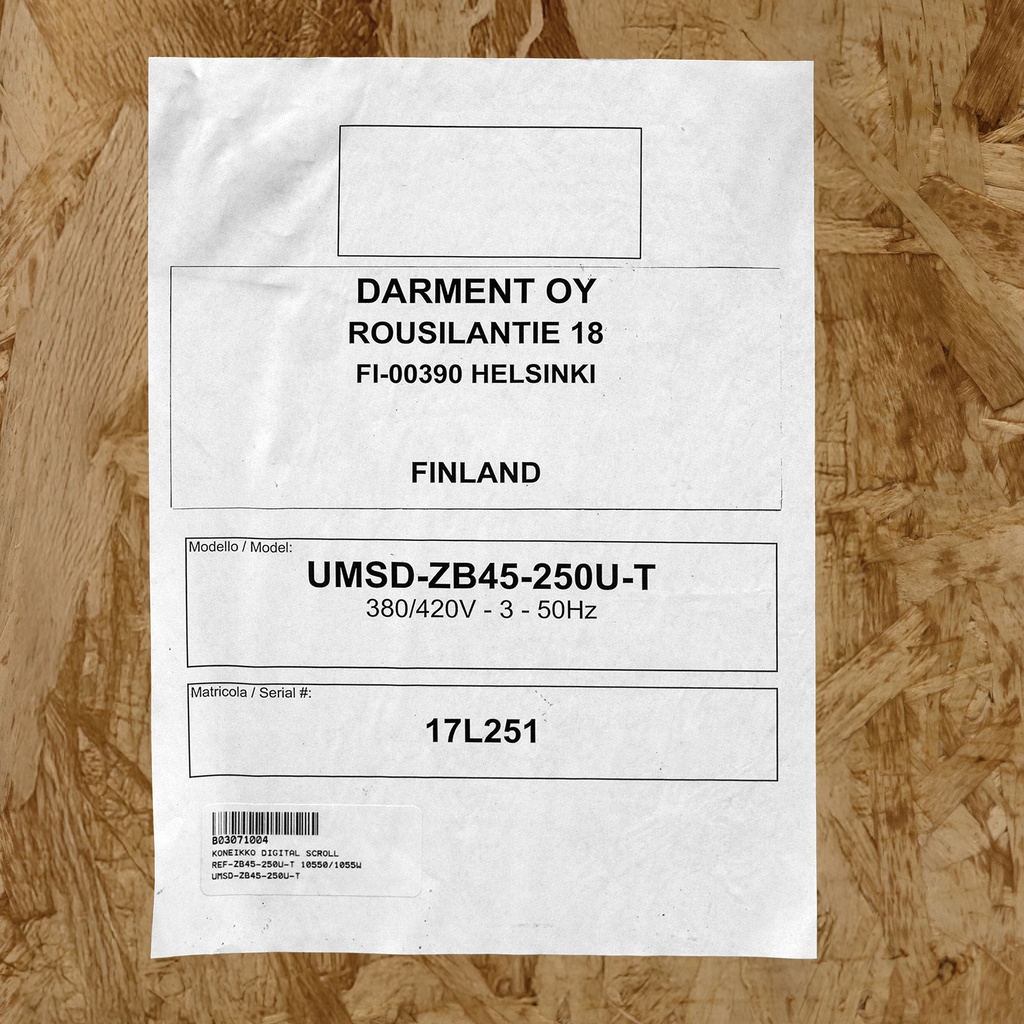 DARMENT OY
ROUSILANTIE 18
FI-00390 HELSINKI
FINLAND
Modello / Model:
UMSD-ZB45-250U-T
380/420V - 3 - 50Hz
Matricola / Serial #:
17L251
B03071004
KONEIKKO DIGITAL SCROLL
REF-ZB45-250U-T 10550/1055W
UMSD-ZB45-250U-T